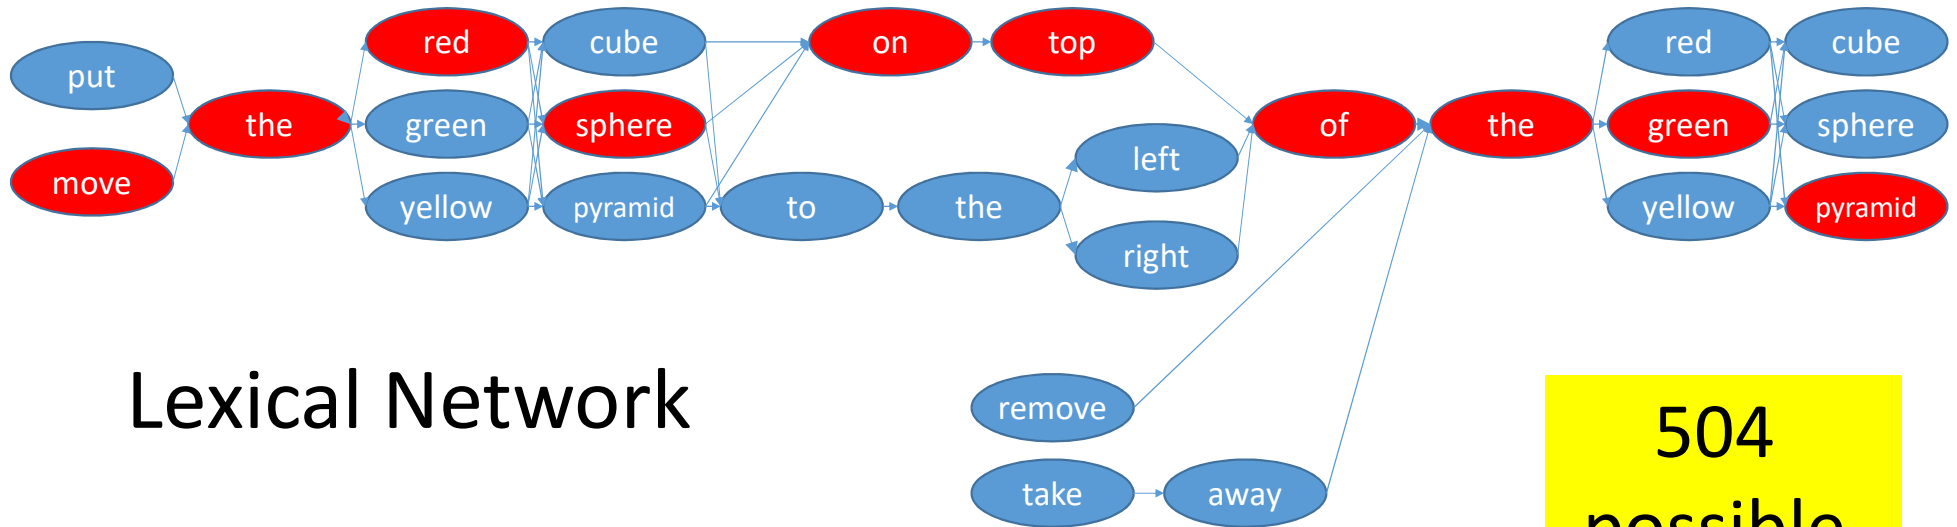 put
move
the
red
green
yellow
cube
sphere
pyramid
on
top
to
the
left
right
of
the
red
green
yellow
cube
sphere
pyramid
remove
take
away
Lexical Network
504
possible